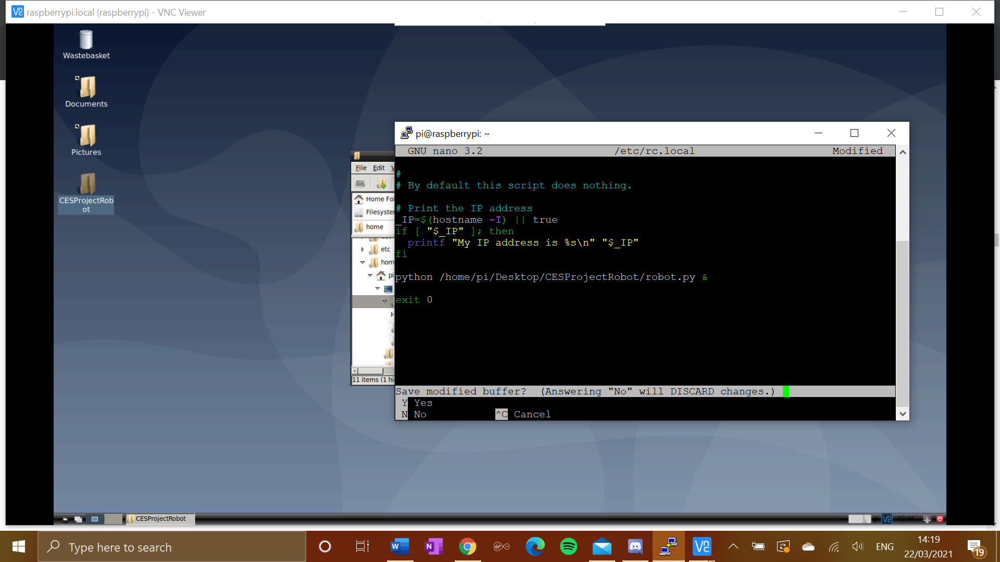 raspberrypi.local (raspberrypi) - VNC Viewer
Wastebasket
Documents
Pictures
CESProjectRob
ot
File Edit V
Home Fo
Filesyste
home
etc
hom
pi
11 items (1 hi
pi@raspberrypi: ~
GNU nano 3.2 /etc/rc.local Modified
#
# By default this script does nothing.
# Print the IP address
_IP=$(hostname -I) || true
if [ "$_IP" ]; then
printf "My IP address is %s\n" "$_IP"
fi
python /home/pi/Desktop/CESProjectRobot/robot.py &
exit 0
Save modified buffer? (Answering "No" will DISCARD changes.)
Y Yes
N No ^C Cancel
CESProjectRobot
Type here to search
ENG
14:19
22/03/2021
19